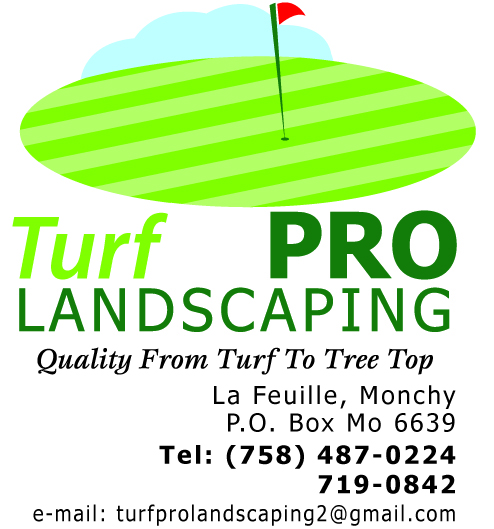 Turf PRO
LANDSCAPING
Quality From Turf To Tree Top
La Feuille, Monchy
P.O. Box Mo 6639
Tel: (758) 487-0224
719-0842
e-mail: turfprolandscaping2@gmail.com